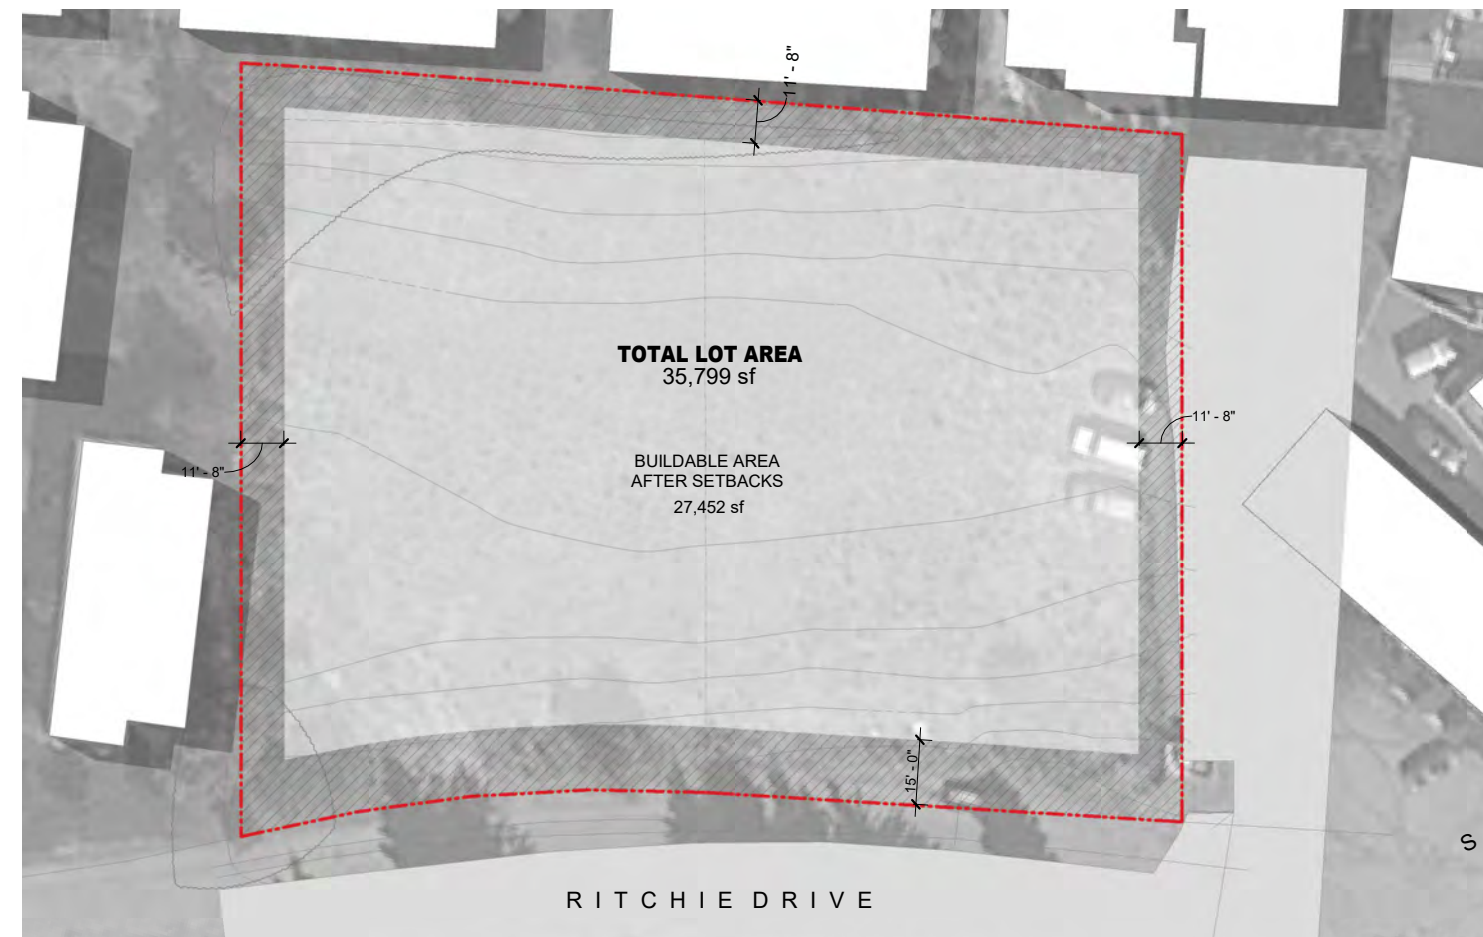 11' - 8"
TOTAL LOT AREA
35,799 sf
11' - 8"
BUILDABLE AREA
AFTER SETBACKS
11' - 8"
27,452 sf
15' - 0"
S
RITCHIE DRIVE